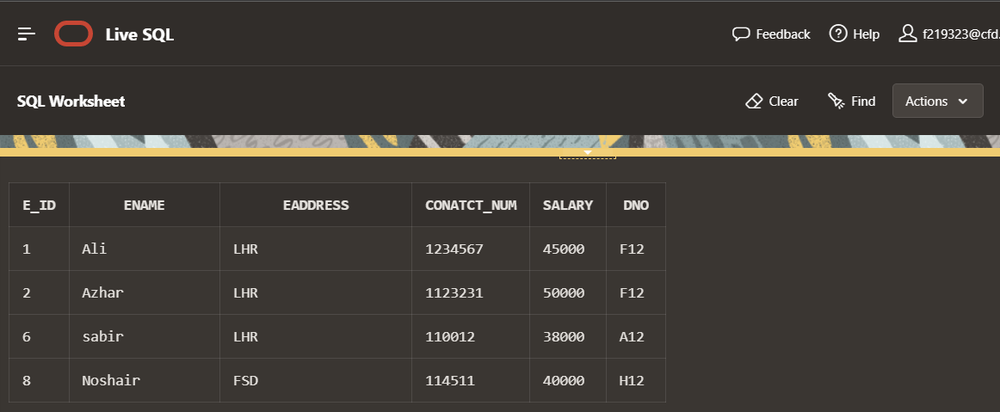 Live SQL Feedback Help f219323@cfd.
SQL Worksheet Clear Find Actions
E_ID ENAME EADDRESS CONATCT_NUM SALARY DNO
1 Ali LHR 1234567 45000 F12
2 Azhar LHR 1123231 50000 F12
6 sabir LHR 110012 38000 A12
8 Noshair FSD 114511 40000 H12